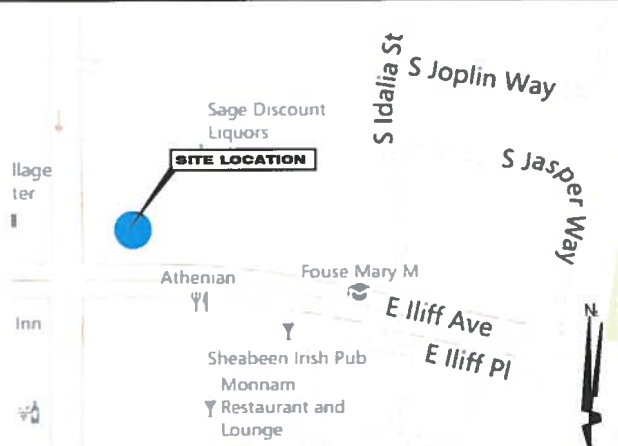 S Idalia St
S Joplin Way
Sage Discount
Liquors
SITE LOCATION
S Jasper Way
llage
ter
Athenian
Fouse Mary M
N:
E Iliff Ave
Inn
Sheabeen Irish Pub
E Iliff Pl
Monnam
Restaurant and
Lounge